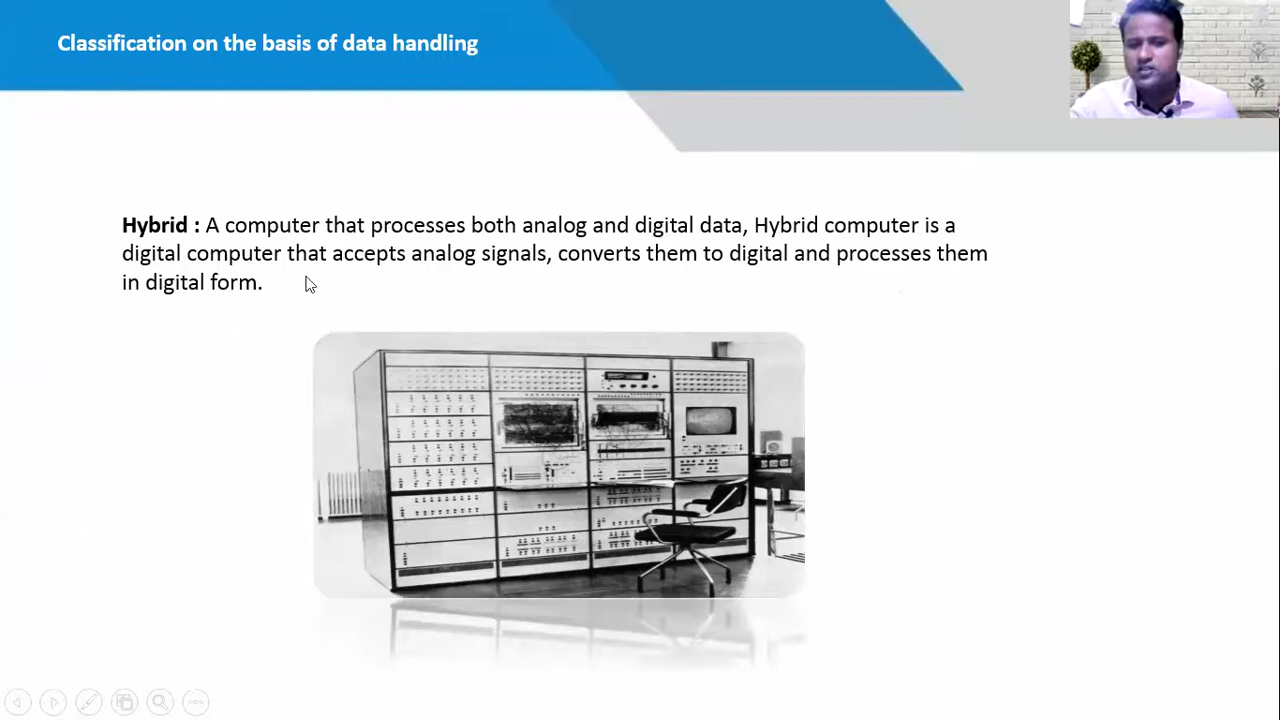 Classification on the basis of data handling
Hybrid : A computer that processes both analog and digital data, Hybrid computer is a
digital computer that accepts analog signals, converts them to digital and processes them
in digital form.